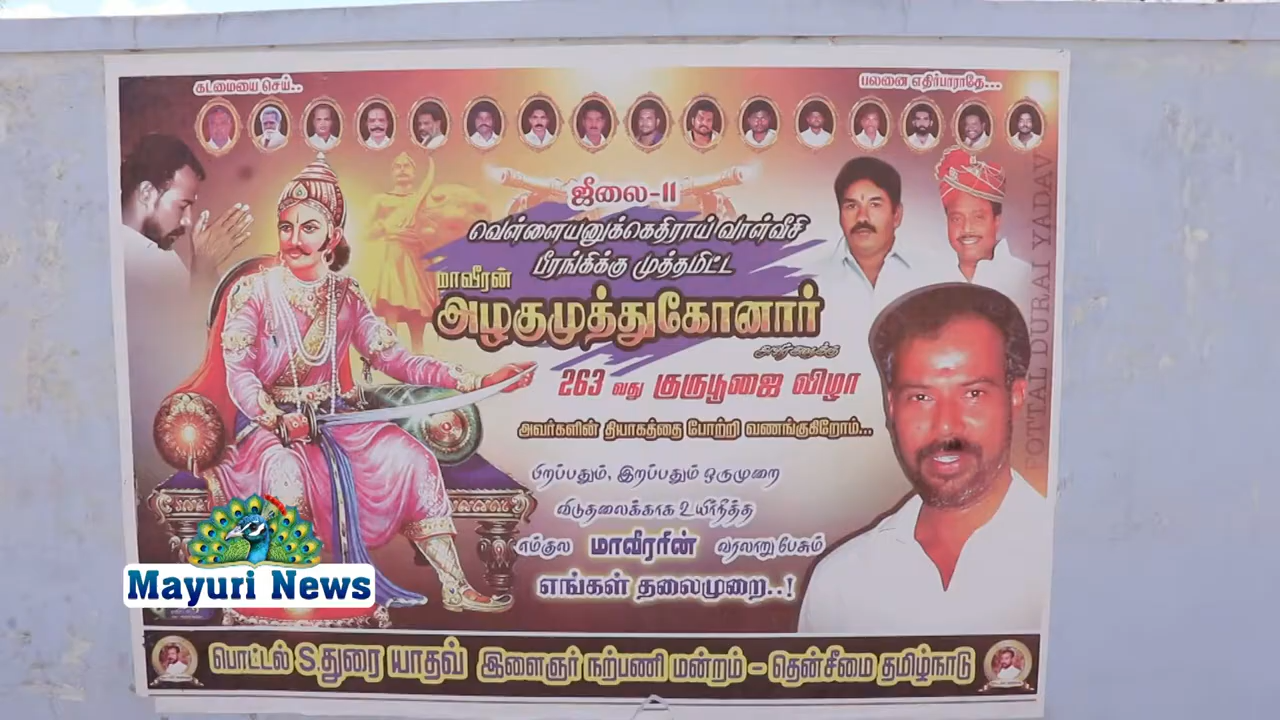 கடமையை செய்..
பலனை எதிர்பாராதே...
ஜீலை-11
வெள்ளையனுக்கெதிராய் வாள்வீசி
பீரங்கிக்கு முத்தமிட்ட
மாவீரன்
அழகுமுத்துகோனார்
அவர்களுக்கு
263 வது குருபூஜை விழா
அவர்களின் தியாகத்தை போற்றி வணங்குகிறோம்...
பிறப்பதும், இறப்பதும் ஒருமுறை
விடுதலைக்காக உயிர்நீத்த
எம்குல மாவீரரின் வரலாறு பேசும்
எங்கள் தலைமுறை..!
POTTAL DURAI YADAV
Mayuri News
பொட்டல் S.துரை யாதவ் இளைஞர் நற்பணி மன்றம் – தென்சீமை தமிழ்நாடு